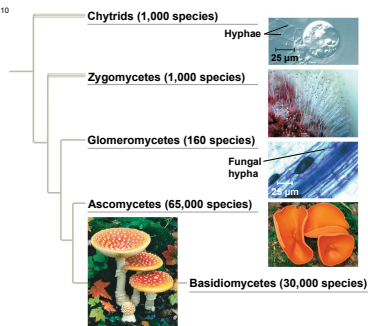 10
Chytrids (1,000 species)
Hyphae
25 µm
Zygomycetes (1,000 species)
Glomeromycetes (160 species)
Fungal
hypha
25 µm
Ascomycetes (65,000 species)
Basidiomycetes (30,000 species)